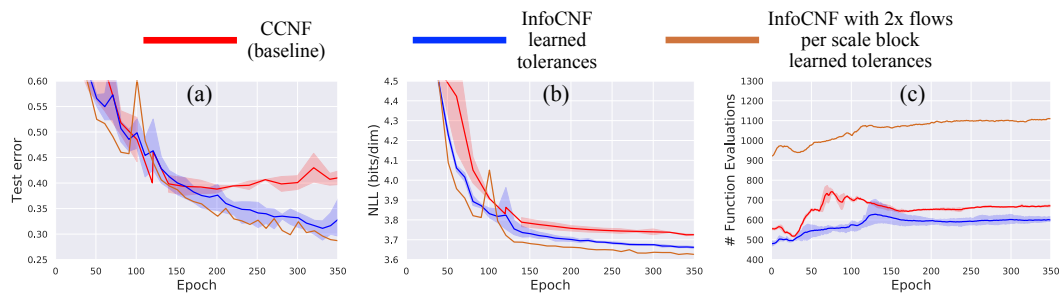 CCNF
(baseline)
InfoCNF
learned
tolerances
InfoCNF with 2x flows
per scale block
learned tolerances
(a)
Test error
0.60
0.55
0.50
0.45
0.40
0.35
0.30
0.25
0 50 100 150 200 250 300 350
Epoch
(b)
NLL (bits/dim)
4.5
4.4
4.3
4.2
4.1
4.0
3.9
3.8
3.7
3.6
0 50 100 150 200 250 300 350
Epoch
(c)
# Function Evaluations
1300
1200
1100
1000
900
800
700
600
500
400
0 50 100 150 200 250 300 350
Epoch